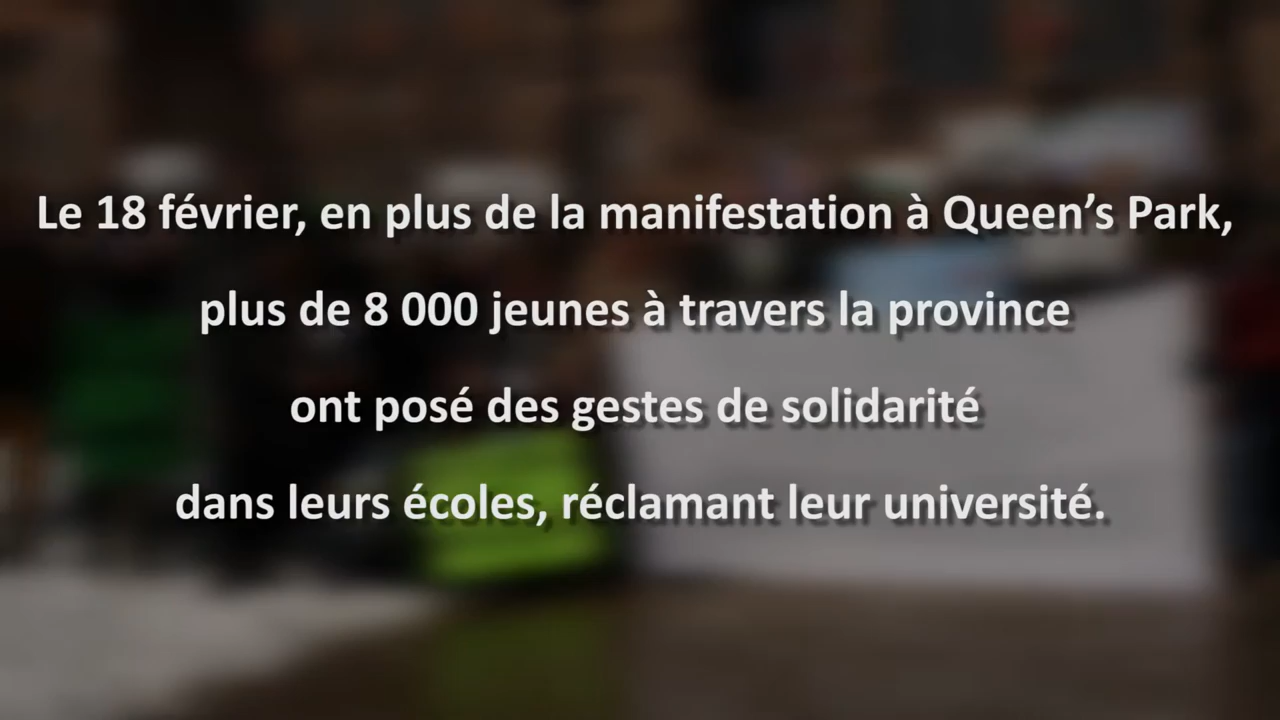 Le 18 février, en plus de la manifestation à Queen’s Park,
plus de 8 000 jeunes à travers la province
ont posé des gestes de solidarité
dans leurs écoles, réclamant leur université.